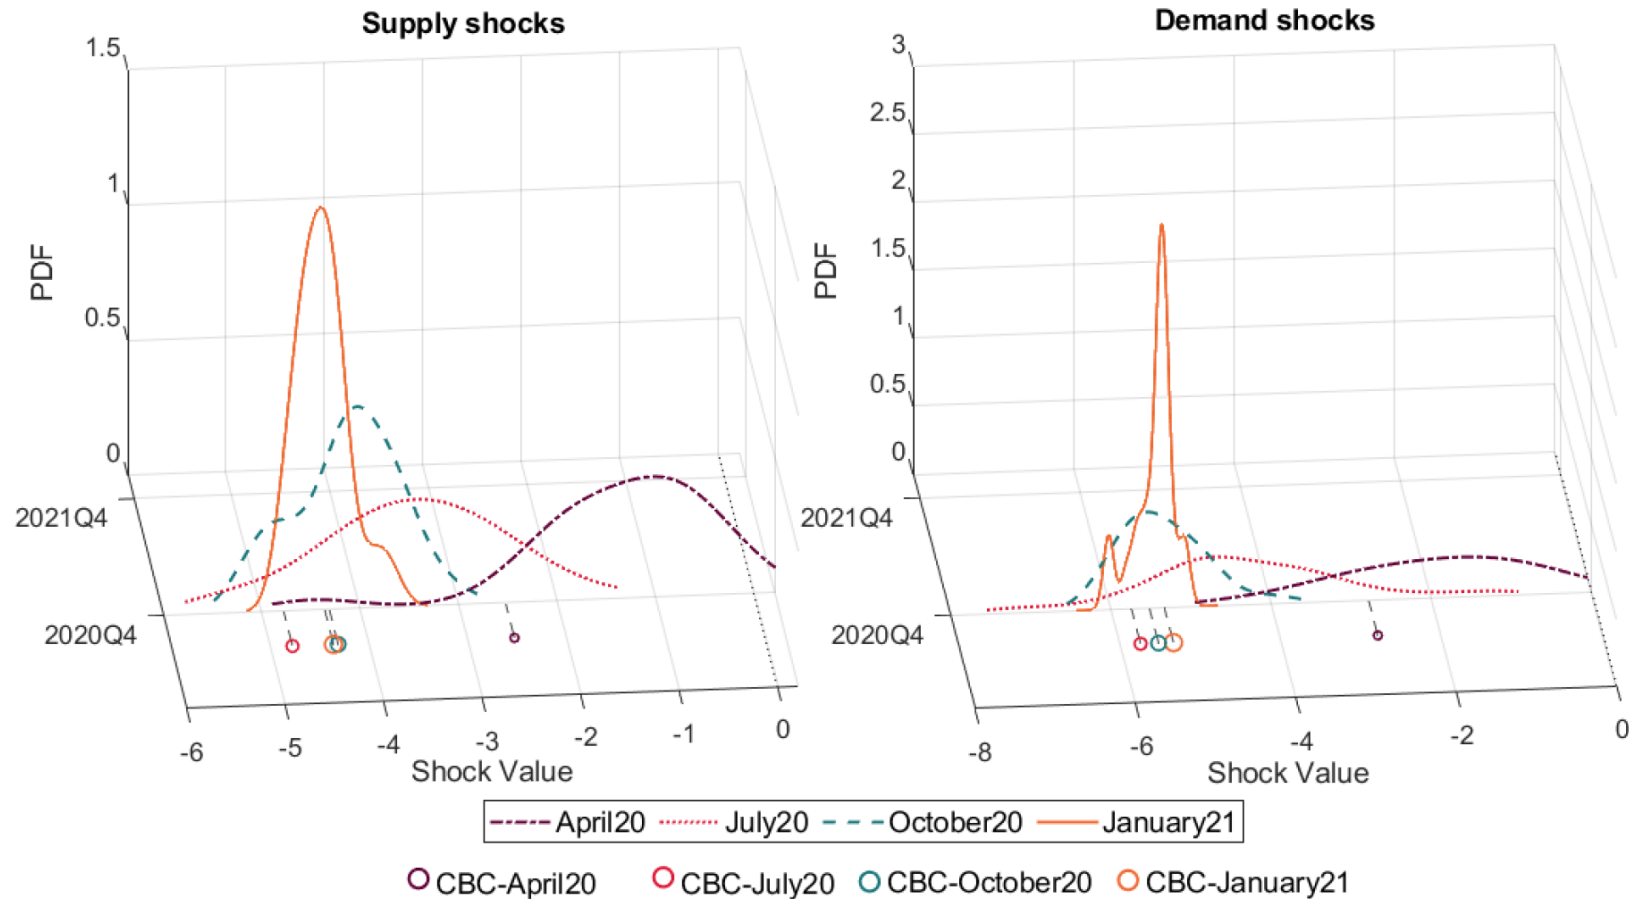 Supply shocks
1.5
1
0.5
0
PDF
2021Q4
2020Q4
-6 -5 -4 -3 -2 -1 0
Shock Value
Demand shocks
3
2.5
2
1.5
1
0.5
0
PDF
2021Q4
2020Q4
-8 -6 -4 -2 0
Shock Value
April20 July20 October20 January21
CBC-April20 CBC-July20 CBC-October20 CBC-January21